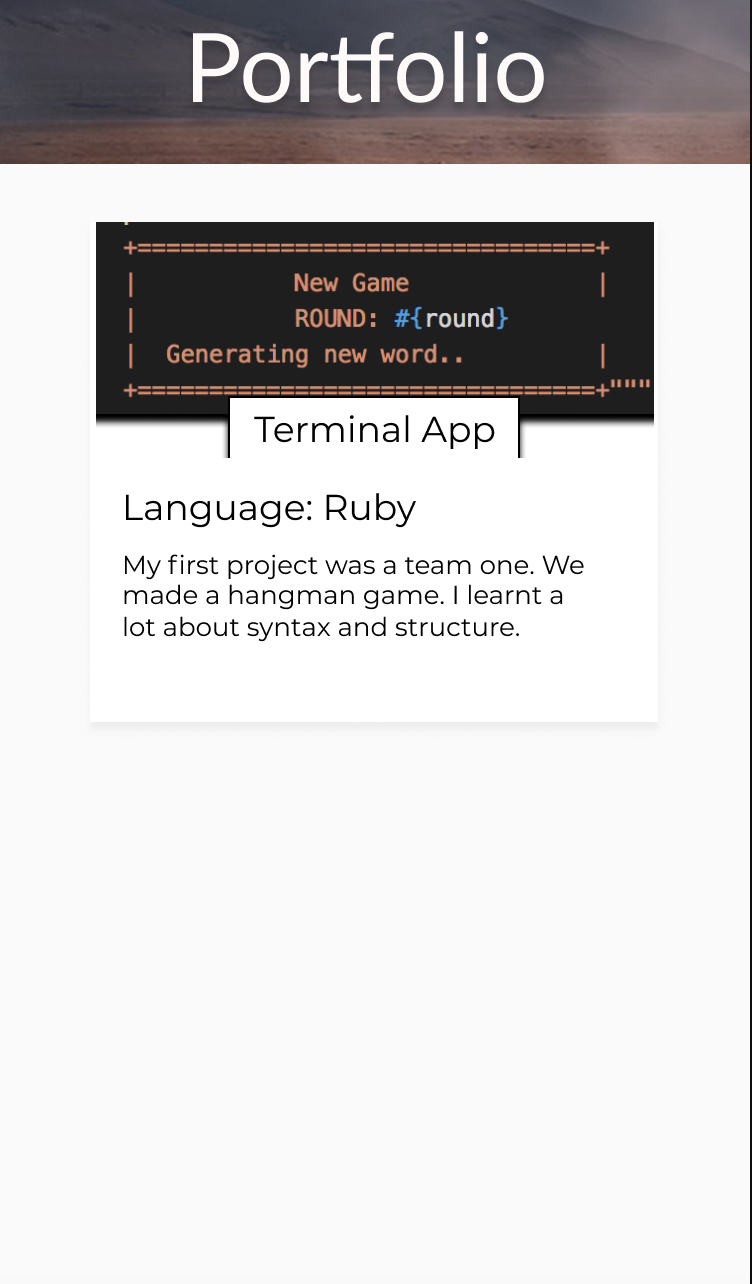 Portfolio
+================================+
| New Game |
| ROUND: #{round}
| Generating new word.. |
+================================+"""
Terminal App
Language: Ruby
My first project was a team one. We
made a hangman game. I learnt a
lot about syntax and structure.